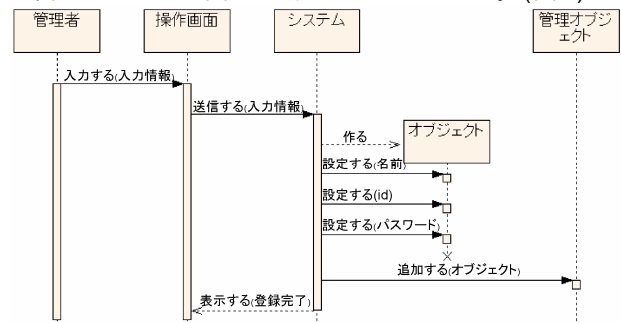 管理者
操作画面
システム
管理オブジ
ェクト
入力する(入力情報)
送信する(入力情報)
作る
オブジェクト
設定する(名前)
設定する(id)
設定する(パスワード)
追加する(オブジェクト)
表示する(登録完了)